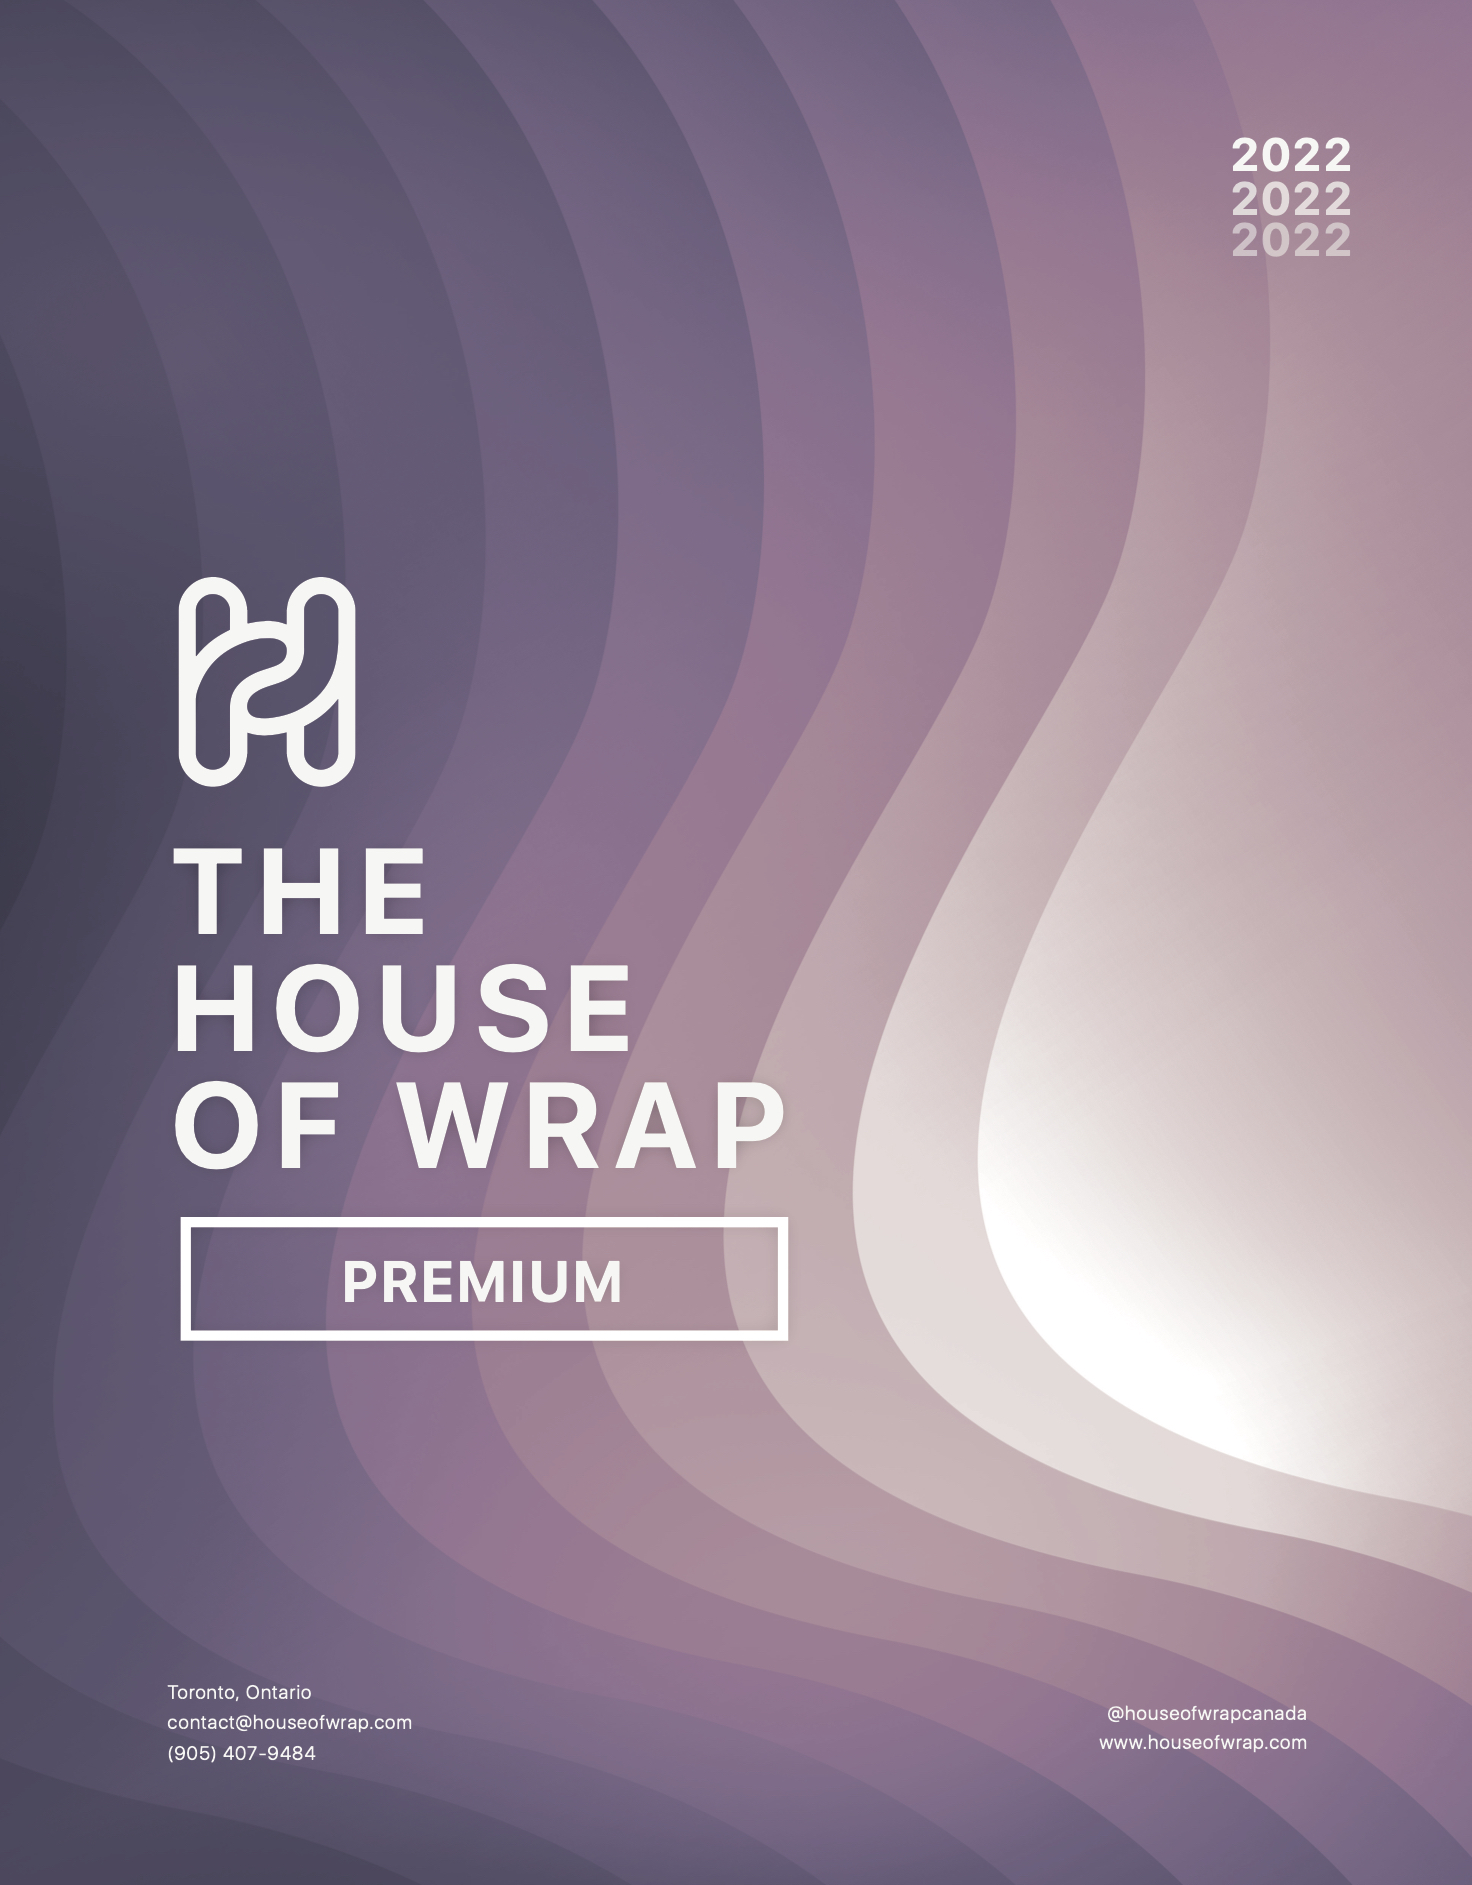 2022
2022
2022
THE
HOUSE
OF WRAP
PREMIUM
Toronto, Ontario
contact@houseofwrap.com
(905) 407-9484
@houseofwrapcanada
www.houseofwrap.com